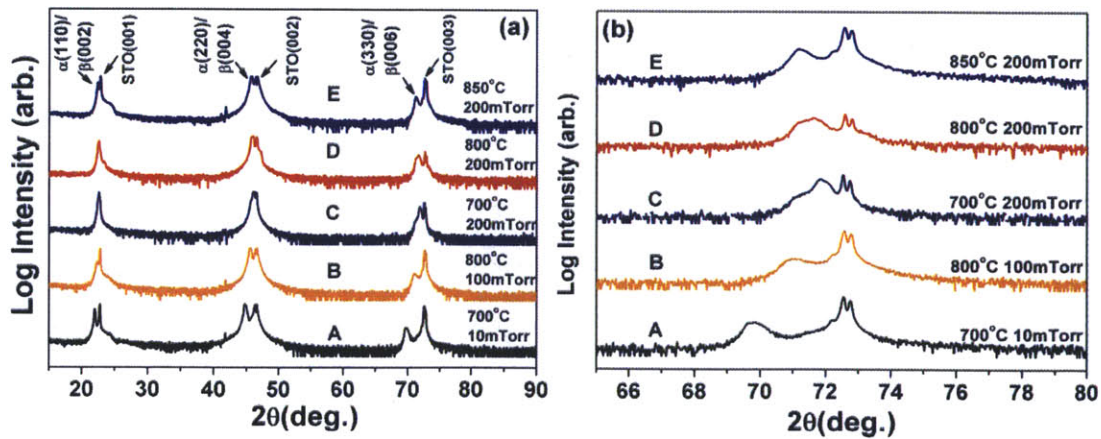 (a)
α(110)/
β(002)
STO(001)
α(220)/
β(004)
STO(002)
α(330)/
β(006)
STO(003)
E
850°C
200mTorr
D
800°C
200mTorr
C
700°C
200mTorr
B
800°C
100mTorr
A
700°C
10mTorr
Log Intensity (arb.)
20 30 40 50 60 70 80 90
2θ(deg.)
(b)
E 850°C 200mTorr
D 800°C 200mTorr
C 700°C 200mTorr
B 800°C 100mTorr
A 700°C 10mTorr
Log Intensity (arb.)
66 68 70 72 74 76 78 80
2θ(deg.)